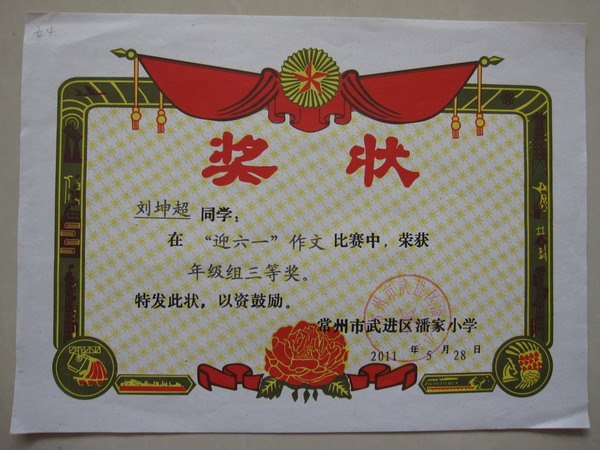 五4
奖 状
刘坤超 同学：
在 “迎六一”作文 比赛中，荣获
年级组三等奖。
特发此状，以资鼓励。
常州市武进区潘家小学
2011 年 5 月 28 日